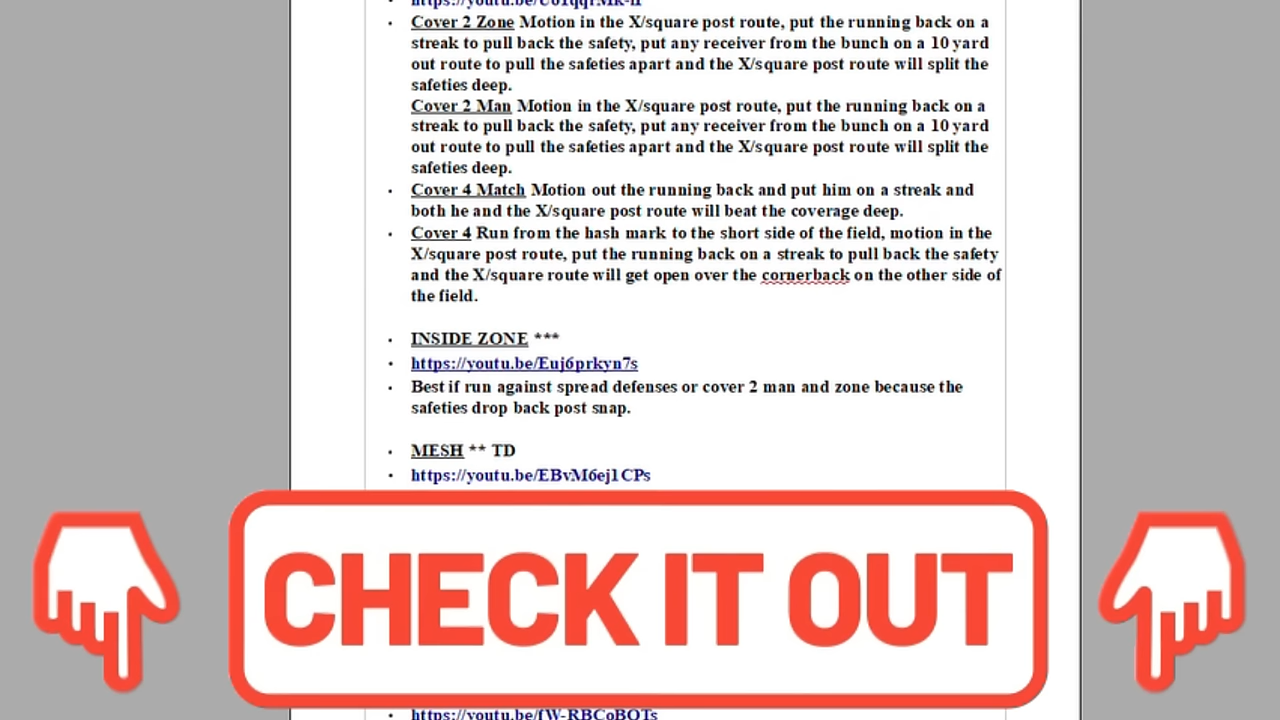 Cover 2 Zone Motion in the X/square post route, put the running back on a
streak to pull back the safety, put any receiver from the bunch on a 10 yard
out route to pull the safeties apart and the X/square post route will split the
safeties deep.
Cover 2 Man Motion in the X/square post route, put the running back on a
streak to pull back the safety, put any receiver from the bunch on a 10 yard
out route to pull the safeties apart and the X/square post route will split the
safeties deep.
Cover 4 Match Motion out the running back and put him on a streak and
both he and the X/square post route will beat the coverage deep.
Cover 4 Run from the hash mark to the short side of the field, motion in the
X/square post route, put the running back on a streak to pull back the safety
and the X/square route will get open over the cornerback on the other side of
the field.
INSIDE ZONE ***
https://youtu.be/Euj6prkyn7s
Best if run against spread defenses or cover 2 man and zone because the
safeties drop back post snap.
MESH ** TD
https://youtu.be/EBvM6ej1CPs
CHECK IT OUT
https://youtu.be/fW-RBCoBOTs